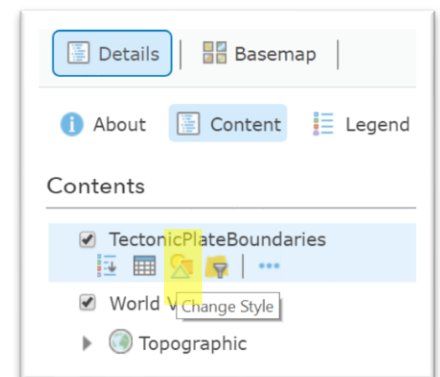 Details Basemap
About Content Legend
Contents
TectonicPlateBoundaries
World V
Change Style
Topographic